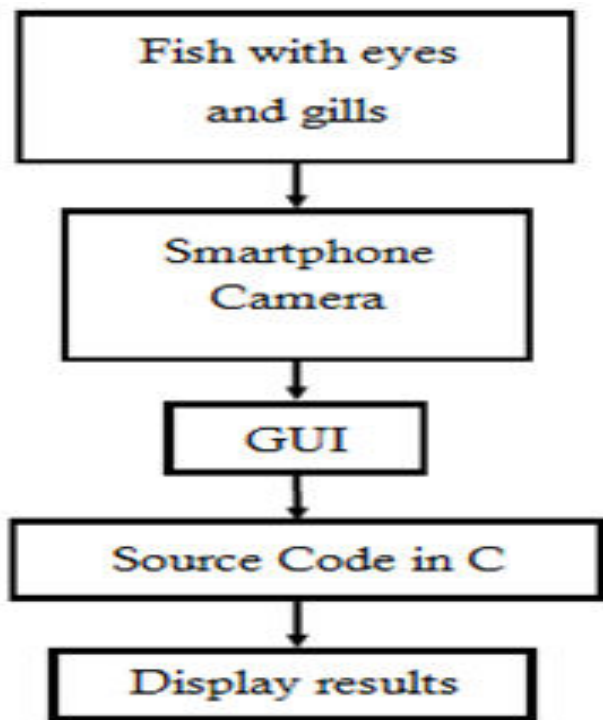 Fish with eyes
and gills
Smartphone
Camera
GUI
Source Code in C
Display results